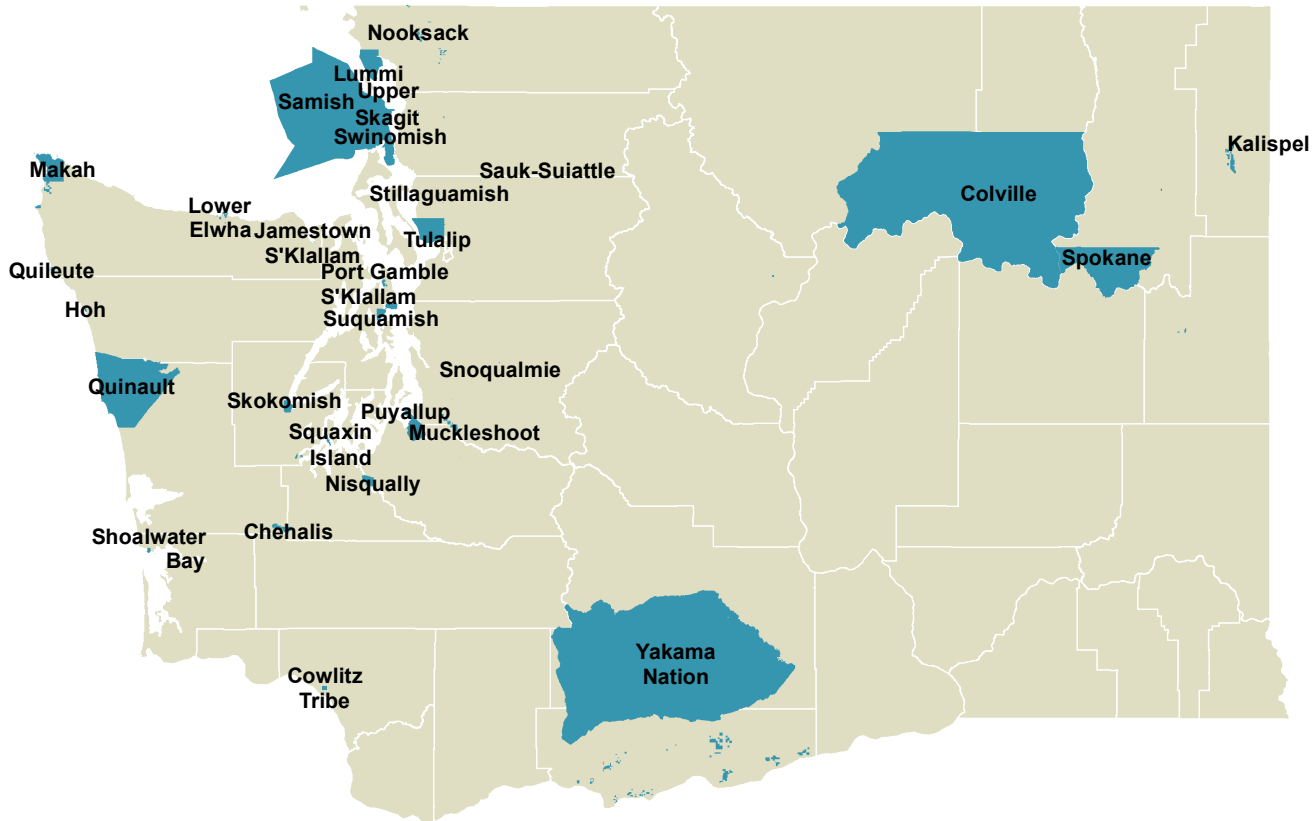 Nooksack
Lummi
Upper
Skagit
Samish
Swinomish
Makah
Sauk-Suiattle
Stillaguamish
Kalispel
Colville
Lower
Elwha
Jamestown
S'Klallam
Tulalip
Quileute
Port Gamble
S'Klallam
Spokane
Hoh
Suquamish
Snoqualmie
Quinault
Skokomish
Puyallup
Muckleshoot
Squaxin
Island
Nisqually
Shoalwater
Bay
Chehalis
Yakama
Nation
Cowlitz
Tribe